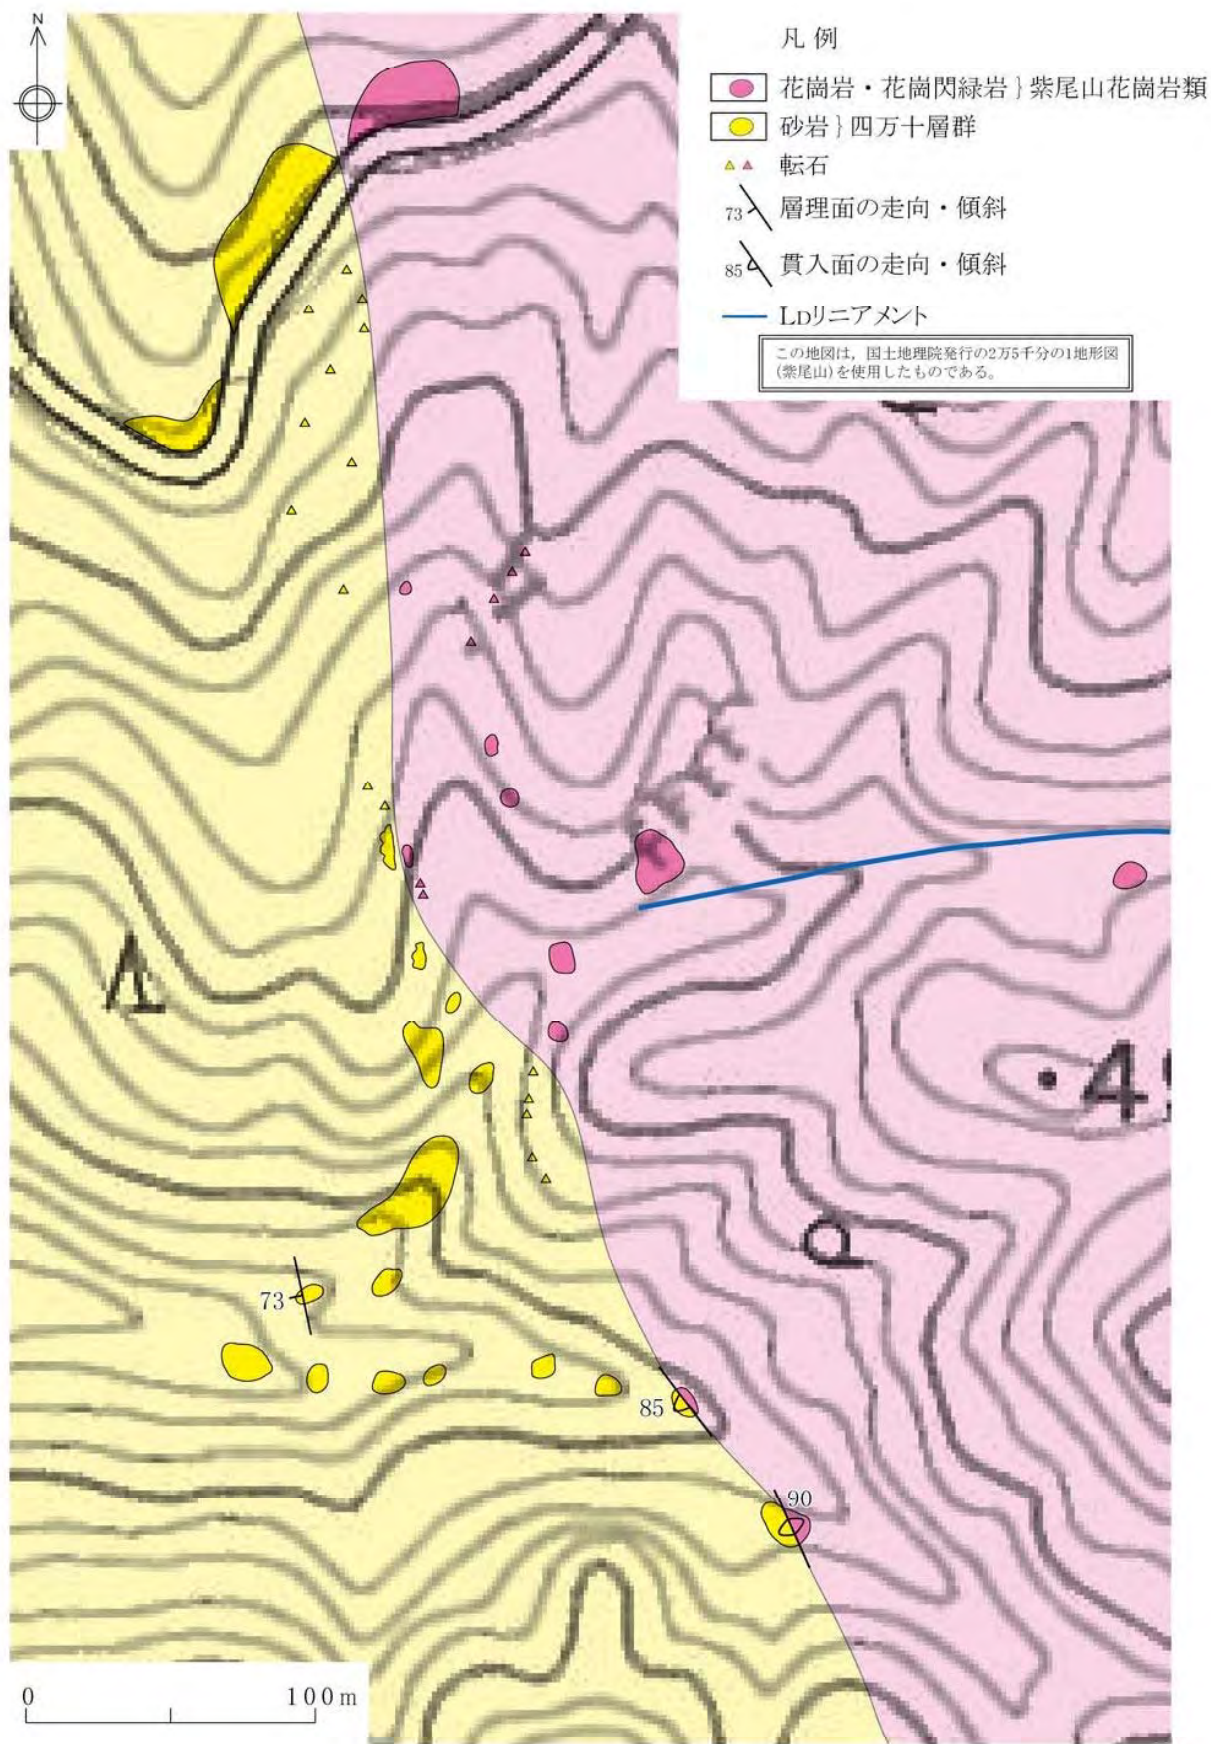 N
凡例
花崗岩・花崗閃緑岩}紫尾山花崗岩類
砂岩}四万十層群
転石
73 層理面の走向・傾斜
85 貫入面の走向・傾斜
LDリニアメント
この地図は，国土地理院発行の2万5千分の1地形図
(紫尾山)を使用したものである。
73
85
90
0 100m